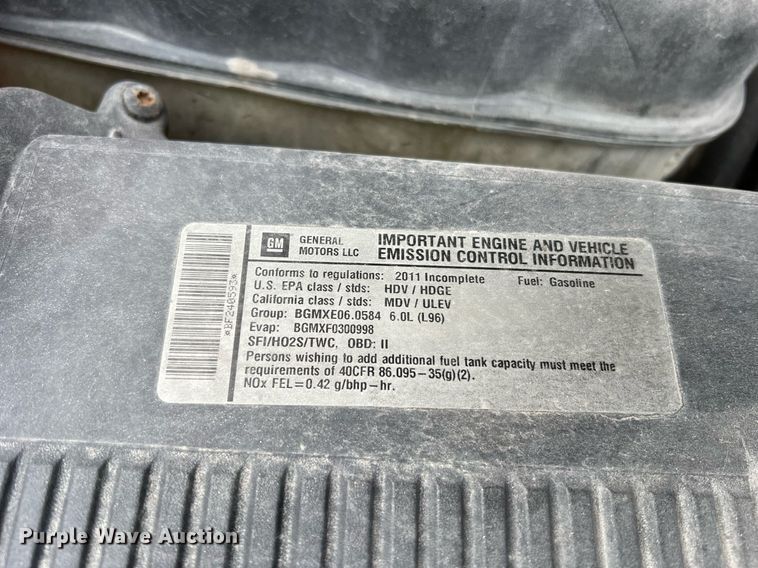 GM GENERAL MOTORS LLC
IMPORTANT ENGINE AND VEHICLE
EMISSION CONTROL INFORMATION
Conforms to regulations: 2011 Incomplete Fuel: Gasoline
U.S. EPA class / stds: HDV / HDGE
California class / stds: MDV / ULEV
Group: BGMXE06.0584 6.0L (L96)
Evap: BGMXF0300998
SFI/HO2S/TWC, OBD: II
Persons wishing to add additional fuel tank capacity must meet the
requirements of 40CFR 86.095-35(g)(2).
NOx FEL=0.42 g/bhp-hr.
*BF240593*
Purple Wave Auction